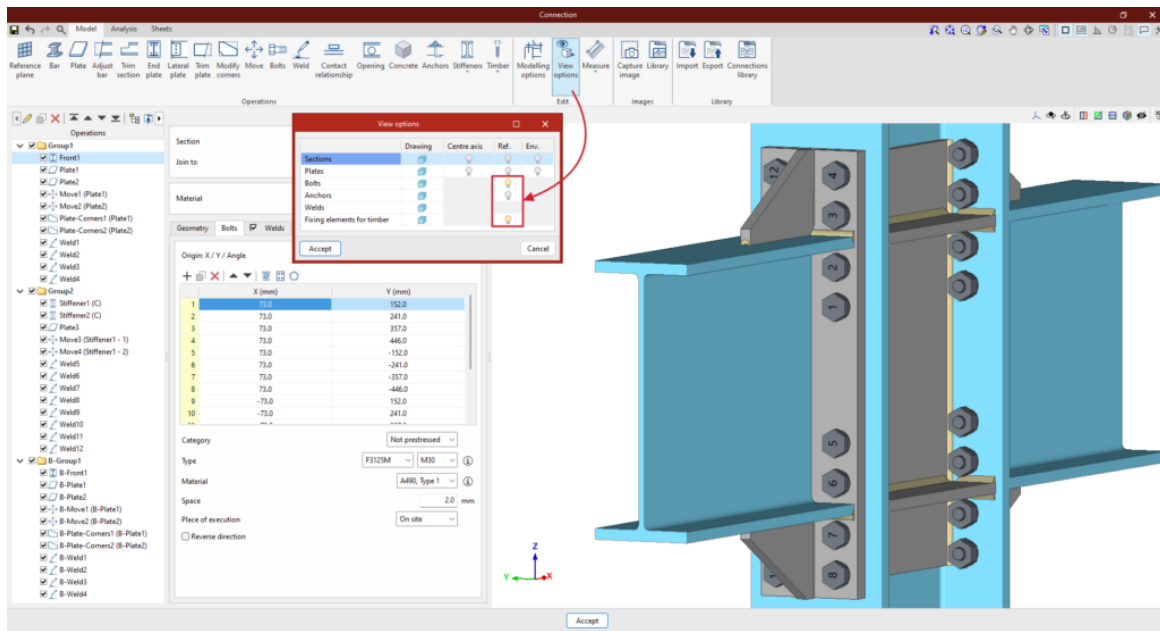 Connection
Model Analysis Sheets
Reference plane
Bar
Plate
Adjust bar
Trim section
End plate
Lateral plate
Trim plate
Modify corners
Move
Bolts
Weld
Contact relationship
Opening
Concrete
Anchors
Stiffeners
Timber
Modelling options
View options
Measure
Capture image
Library
Import
Export
Connections library
Operations
Edit
Images
Library
Operations
Group1
Front1
Plate1
Plate2
Move1 (Plate1)
Move2 (Plate2)
Plate-Corners1 (Plate1)
Plate-Corners2 (Plate2)
Weld1
Weld2
Weld3
Weld4
Group2
Stiffener1 (C)
Stiffener2 (C)
Plate3
Move3 (Stiffener1 - 1)
Move4 (Stiffener1 - 2)
Weld5
Weld6
Weld7
Weld8
Weld9
Weld10
Weld11
Weld12
B-Group1
B-Front1
B-Plate1
B-Plate2
B-Move1 (B-Plate1)
B-Move2 (B-Plate2)
B-Plate-Corners1 (B-Plate1)
B-Plate-Corners2 (B-Plate2)
B-Weld1
B-Weld2
B-Weld3
B-Weld4
Section
Join to
Material
Geometry Bolts Welds
Origin: X / Y / Angle
X (mm) Y (mm)
1 73.0 152.0
2 73.0 241.0
3 73.0 357.0
4 73.0 446.0
5 73.0 -152.0
6 73.0 -241.0
7 73.0 -357.0
8 73.0 -446.0
9 -73.0 152.0
10 -73.0 241.0
Category Not prestressed
Type F3125M M30
Material A490, Type 1
Space 2.0 mm
Place of execution On site
Reverse direction
View options
Drawing Centre axis Ref. Env.
Sections
Plates
Bolts
Anchors
Welds
Fixing elements for timber
Accept Cancel
12
4
3
2
1
5
6
7
8
Z
Y X
Accept